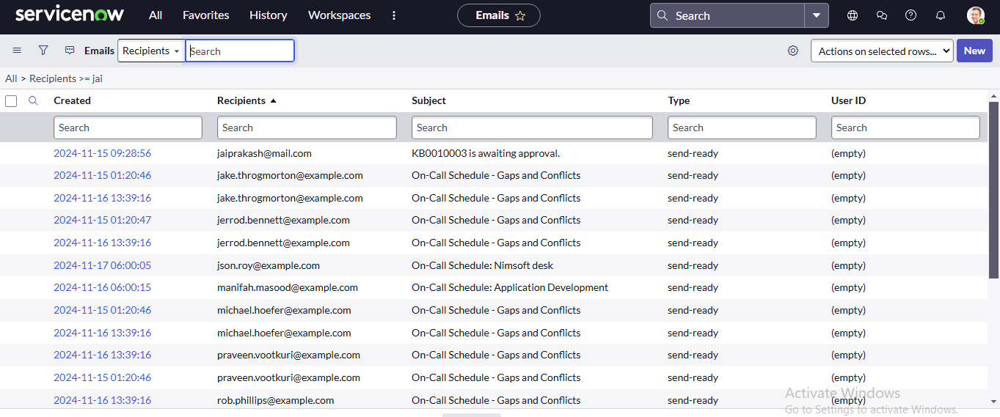 servicenow All Favorites History Workspaces Emails Search
Emails Recipients Search Actions on selected rows... New
All > Recipients >= jai
Created Recipients Subject Type User ID
Search Search Search Search Search
2024-11-15 09:28:56 jaiprakash@mail.com KB0010003 is awaiting approval. send-ready (empty)
2024-11-15 01:20:46 jake.throgmorton@example.com On-Call Schedule - Gaps and Conflicts send-ready (empty)
2024-11-16 13:39:16 jake.throgmorton@example.com On-Call Schedule - Gaps and Conflicts send-ready (empty)
2024-11-15 01:20:47 jerrod.bennett@example.com On-Call Schedule - Gaps and Conflicts send-ready (empty)
2024-11-16 13:39:16 jerrod.bennett@example.com On-Call Schedule - Gaps and Conflicts send-ready (empty)
2024-11-17 06:00:05 json.roy@example.com On-Call Schedule: Nimsoft desk send-ready (empty)
2024-11-16 06:00:15 manifah.masood@example.com On-Call Schedule: Application Development send-ready (empty)
2024-11-15 01:20:46 michael.hoefer@example.com On-Call Schedule - Gaps and Conflicts send-ready (empty)
2024-11-16 13:39:16 michael.hoefer@example.com On-Call Schedule - Gaps and Conflicts send-ready (empty)
2024-11-16 13:39:16 praveen.vootkuri@example.com On-Call Schedule - Gaps and Conflicts send-ready (empty)
2024-11-15 01:20:46 praveen.vootkuri@example.com On-Call Schedule - Gaps and Conflicts send-ready (empty)
2024-11-16 13:39:16 rob.phillips@example.com On-Call Schedule - Gaps and Conflicts send-ready (empty)
Activate Windows
Go to Settings to activate Windows.